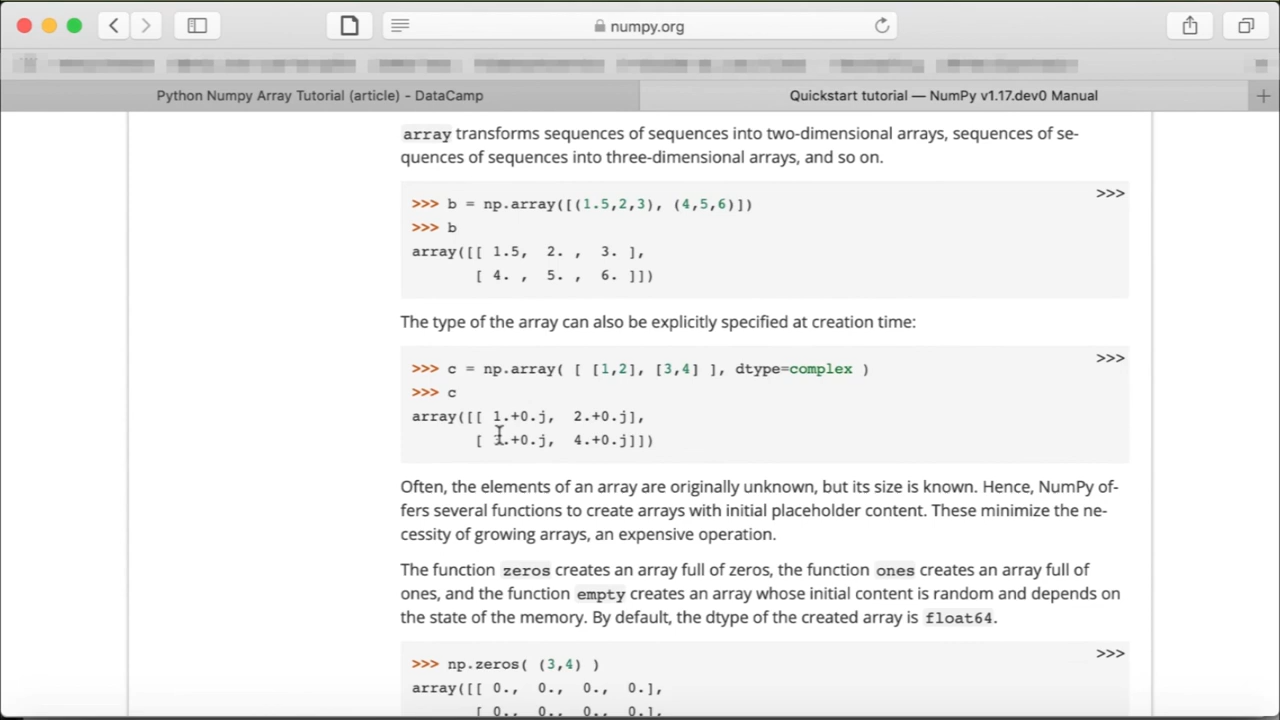 numpy.org
Python Numpy Array Tutorial (article) - DataCamp
Quickstart tutorial — NumPy v1.17.dev0 Manual
array transforms sequences of sequences into two-dimensional arrays, sequences of se-
quences of sequences into three-dimensional arrays, and so on.
>>>
>>> b = np.array([(1.5,2,3), (4,5,6)])
>>> b
array([[ 1.5,  2. ,  3. ],
       [ 4. ,  5. ,  6. ]])
The type of the array can also be explicitly specified at creation time:
>>>
>>> c = np.array( [ [1,2], [3,4] ], dtype=complex )
>>> c
array([[ 1.+0.j,  2.+0.j],
       [ 3.+0.j,  4.+0.j]])
Often, the elements of an array are originally unknown, but its size is known. Hence, NumPy of-
fers several functions to create arrays with initial placeholder content. These minimize the ne-
cessity of growing arrays, an expensive operation.
The function zeros creates an array full of zeros, the function ones creates an array full of
ones, and the function empty creates an array whose initial content is random and depends on
the state of the memory. By default, the dtype of the created array is float64.
>>>
>>> np.zeros( (3,4) )
array([[ 0.,  0.,  0.,  0.],
       [ 0.,  0.,  0.,  0.],